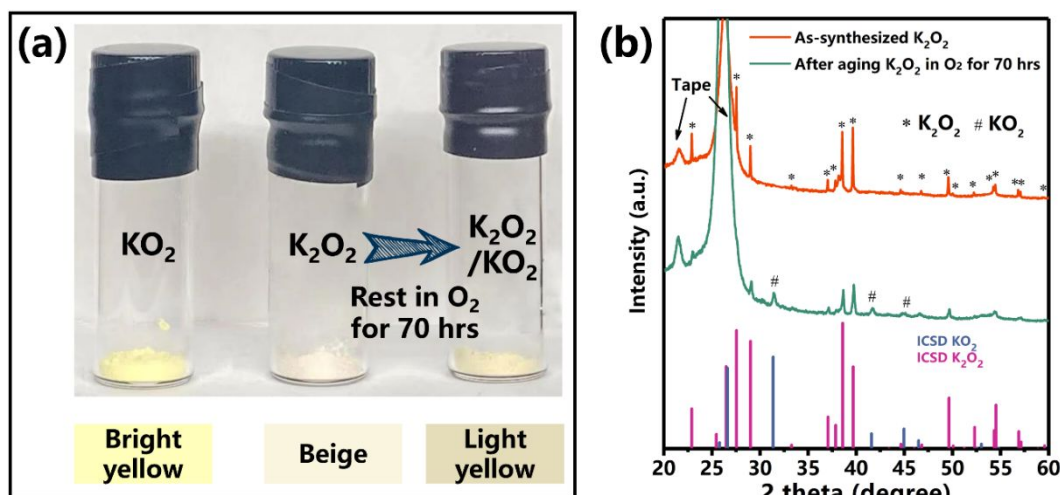 (a)
KO₂
K₂O₂
K₂O₂
/KO₂
Rest in O₂
for 70 hrs
Bright
yellow
Beige
Light
yellow
(b)
As-synthesized K₂O₂
After aging K₂O₂ in O₂ for 70 hrs
Tape
* K₂O₂ # KO₂
* * * * * * * * * * * * * * * *
# # #
ICSD KO₂
ICSD K₂O₂
Intensity (a.u.)
20 25 30 35 40 45 50 55 60
2 theta (degree)